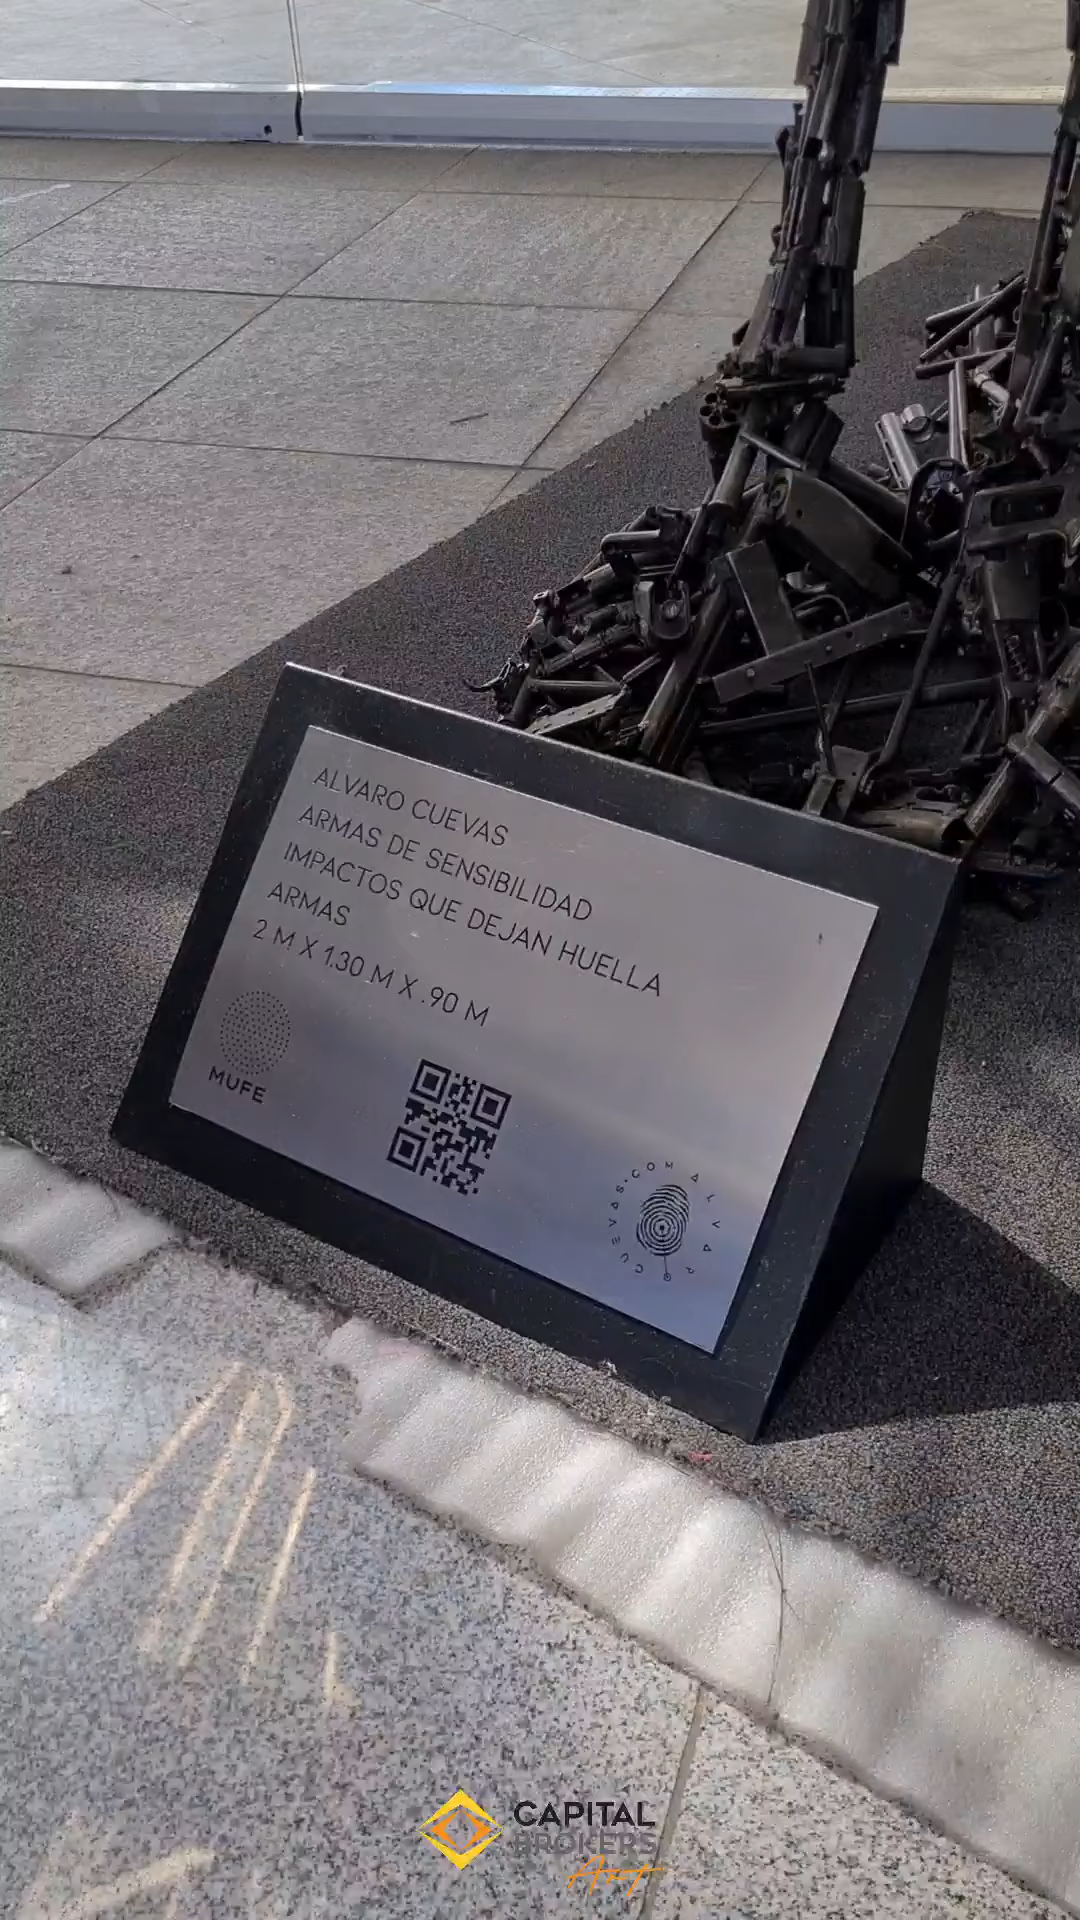 ALVARO CUEVAS
ARMAS DE SENSIBILIDAD
IMPACTOS QUE DEJAN HUELLA
ARMAS
2 M X 1.30 M X .90 M
MUFE
ALVARO CUEVAS.COM
CAPITAL
BROKERS
Art